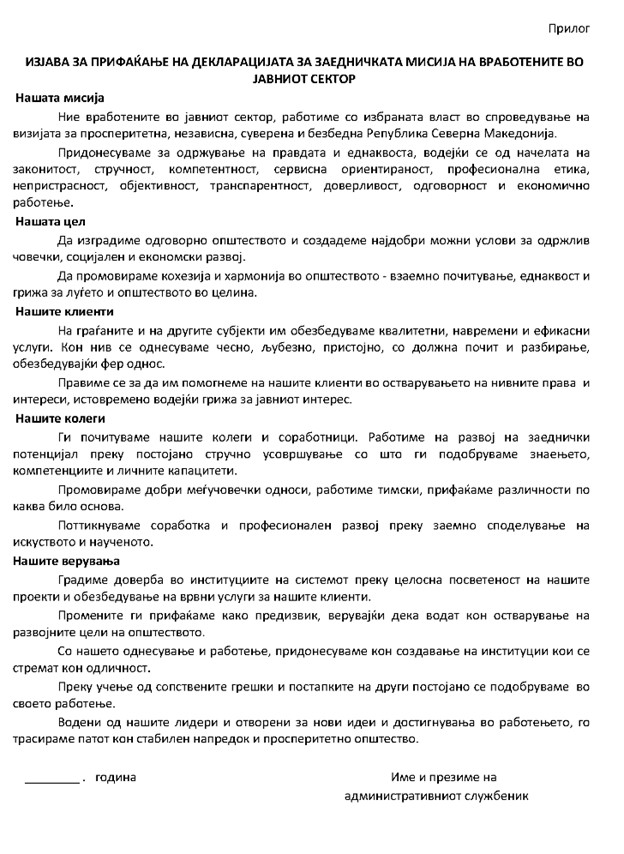 Прилог
ИЗЈАВА ЗА ПРИФАЌАЊЕ НА ДЕКЛАРАЦИЈАТА ЗА ЗАЕДНИЧКАТА МИСИЈА НА ВРАБОТЕНИТЕ ВО
ЈАВНИОТ СЕКТОР
Нашата мисија
Ние вработените во јавниот сектор, работиме со избраната власт во спроведување на
визијата за просперитетна, независна, суверена и безбедна Република Северна Македонија.
Придонесуваме за одржување на правдата и еднаквоста, водејќи се од начелата на
законитост, стручност, компетентност, сервисна ориентираност, професионална етика,
непристрасност, објективност, транспарентност, доверливост, одговорност и економично
работење.
Нашата цел
Да изградиме одговорно општеството и создадеме најдобри можни услови за одржлив
човечки, социјален и економски развој.
Да промовираме кохезија и хармонија во општеството - взаемно почитување, еднаквост и
грижа за луѓето и општеството во целина.
Нашите клиенти
На граѓаните и на другите субјекти им обезбедуваме квалитетни, навремени и ефикасни
услуги. Кон нив се однесуваме чесно, љубезно, пристојно, со должна почит и разбирање,
обезбедувајќи фер однос.
Правиме се за да им помогнеме на нашите клиенти во остварувањето на нивните права и
интереси, истовремено водејќи грижа за јавниот интерес.
Нашите колеги
Ги почитуваме нашите колеги и соработници. Работиме на развој на заеднички
потенцијал преку постојано стручно усовршување со што ги подобруваме знаењето,
компетенциите и личните капацитети.
Промовираме добри меѓучовечки односи, работиме тимски, прифаќаме различности по
каква било основа.
Поттикнуваме соработка и професионален развој преку заемно споделување на
искуството и наученото.
Нашите верувања
Градиме доверба во институциите на системот преку целосна посветеност на нашите
проекти и обезбедување на врвни услуги за нашите клиенти.
Промените ги прифаќаме како предизвик, верувајќи дека водат кон остварување на
развојните цели на општеството.
Со нашето однесување и работење, придонесуваме кон создавање на институции кои се
стремат кон одличност.
Преку учење од сопствените грешки и постапките на други постојано се подобруваме во
своето работење.
Водени од нашите лидери и отворени за нови идеи и достигнувања во работењето, го
трасираме патот кон стабилен напредок и просперитетно општество.
________ . година
Име и презиме на
административниот службеник